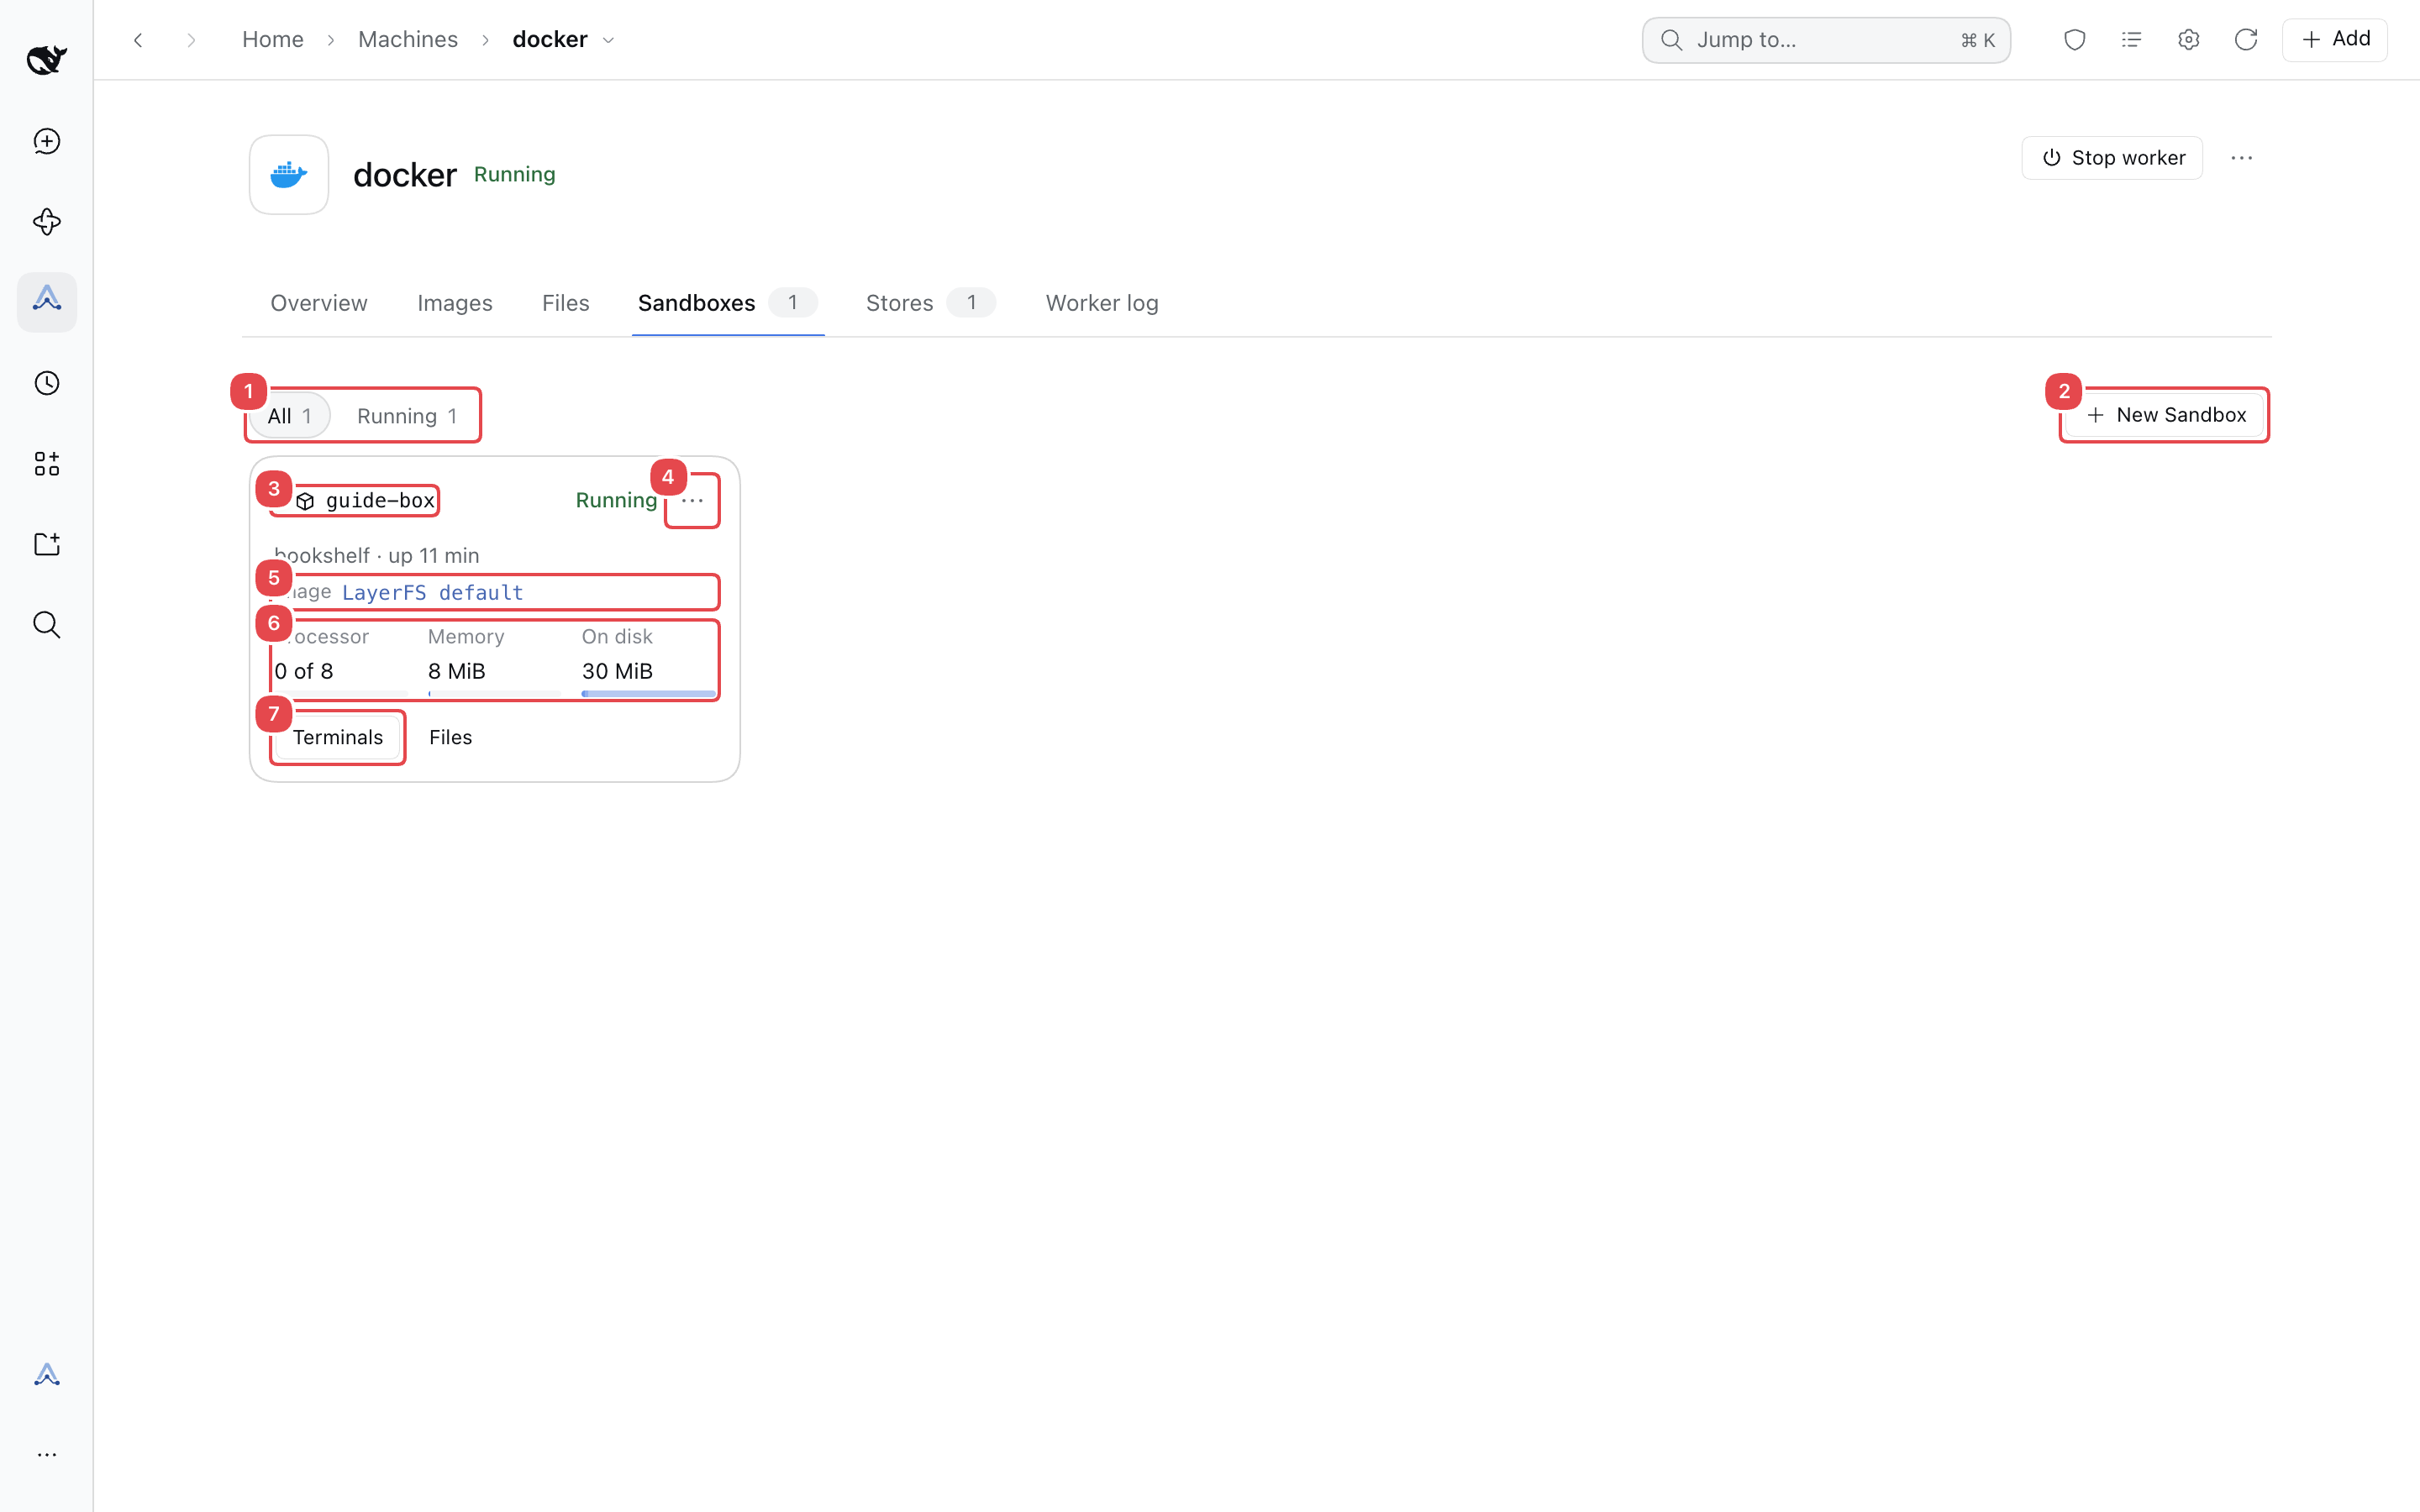 Home > Machines > docker
Jump to... ⌘ K
+ Add
docker Running
Stop worker
Overview Images Files Sandboxes 1 Stores 1 Worker log
1
All 1 Running 1
2
+ New Sandbox
3
guide-box
Running
4
bookshelf · up 11 min
5
LayerFS default
6
Memory On disk
0 of 8 8 MiB 30 MiB
7
Terminals Files